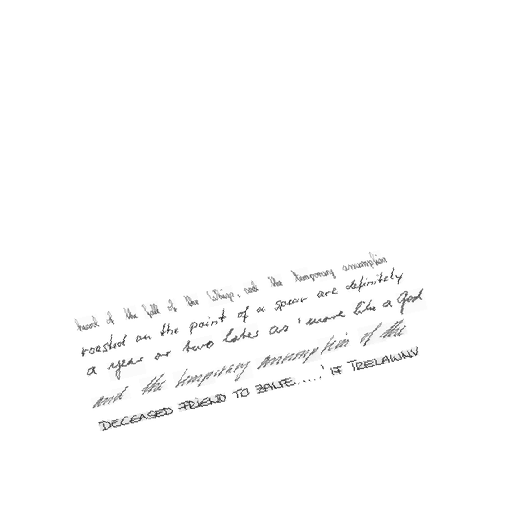 heard of the fall of the Whigs, and the temporary assumption
roasted on the point of a spear are definitely
a year or two later as 'more like a God
and the temporary assumption of the
DECEASED FRIEND TO BALFE.....' IF TRELAWNY